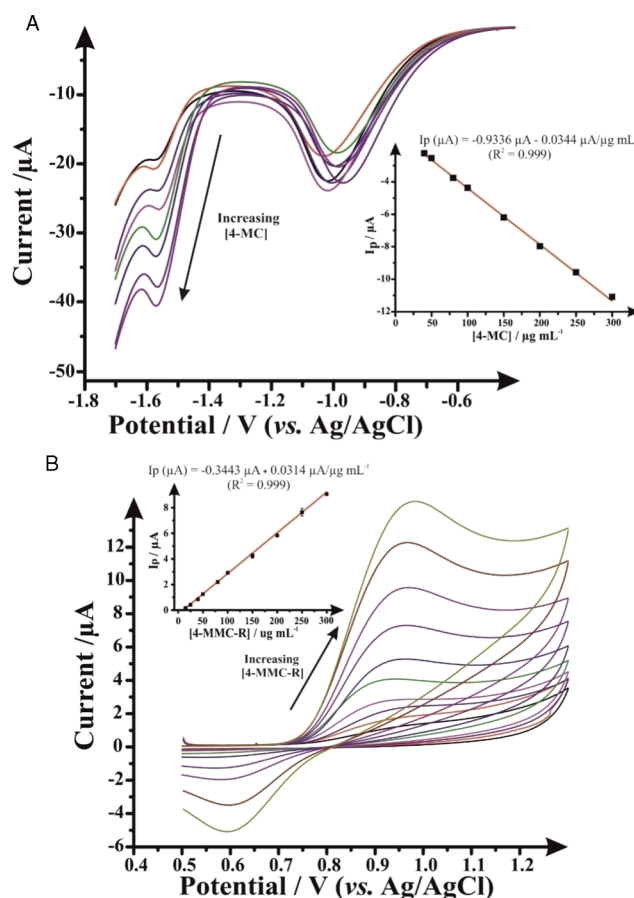 A
-10
-20
-30
-40
-50
Current /µA
-1.8 -1.6 -1.4 -1.2 -1.0 -0.8 -0.6
Potential / V (vs. Ag/AgCl)
Increasing
[4-MC]
Ip (µA) = -0.9336 µA - 0.0344 µA/µg mL
(R² = 0.999)
-4
-6
-8
-10
-12
Ip / µA
0 50 100 150 200 250 300
[4-MC] / µg mL⁻¹
B
Ip (µA) = -0.3443 µA + 0.0314 µA/µg mL⁻¹
(R² = 0.999)
8
6
4
2
0
Ip / µA
0 50 100 150 200 250 300
[4-MMC-R] / ug mL⁻¹
Increasing
[4-MMC-R]
12
10
8
6
4
2
0
-2
-4
-6
Current /µA
0.4 0.5 0.6 0.7 0.8 0.9 1.0 1.1 1.2
Potential / V (vs. Ag/AgCl)